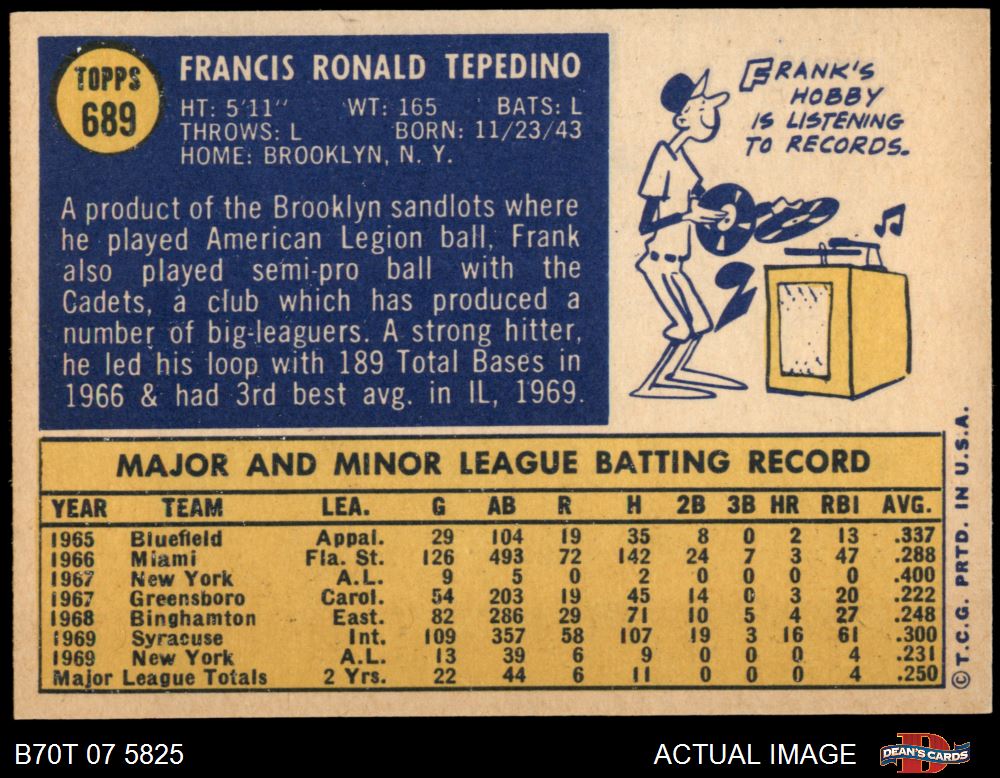 TOPPS
689
FRANCIS RONALD TEPEDINO
HT: 5'11" WT: 165 BATS: L
THROWS: L BORN: 11/23/43
HOME: BROOKLYN, N. Y.
A product of the Brooklyn sandlots where
he played American Legion ball, Frank
also played semi-pro ball with the
Cadets, a club which has produced a
number of big-leaguers. A strong hitter,
he led his loop with 189 Total Bases in
1966 & had 3rd best avg. in IL, 1969.
FRANK'S
HOBBY
IS LISTENING
TO RECORDS.
MAJOR AND MINOR LEAGUE BATTING RECORD
YEAR TEAM LEA. G AB R H 2B 3B HR RBI AVG.
1965 Bluefield Appal. 29 104 19 35 8 0 2 13 .337
1966 Miami Fla. St. 126 493 72 142 24 7 3 47 .288
1967 New York A.L. 9 5 0 2 0 0 0 0 .400
1967 Greensboro Carol. 54 203 19 45 14 0 3 20 .222
1968 Binghamton East. 82 286 29 71 10 5 4 27 .248
1969 Syracuse Int. 109 357 58 107 19 3 16 61 .300
1969 New York A.L. 13 39 6 9 0 0 0 4 .231
Major League Totals 2 Yrs. 22 44 6 11 0 0 0 4 .250
© T.C.G. PRTD. IN U.S.A.
B70T 07 5825
ACTUAL IMAGE
DEAN'S CARDS